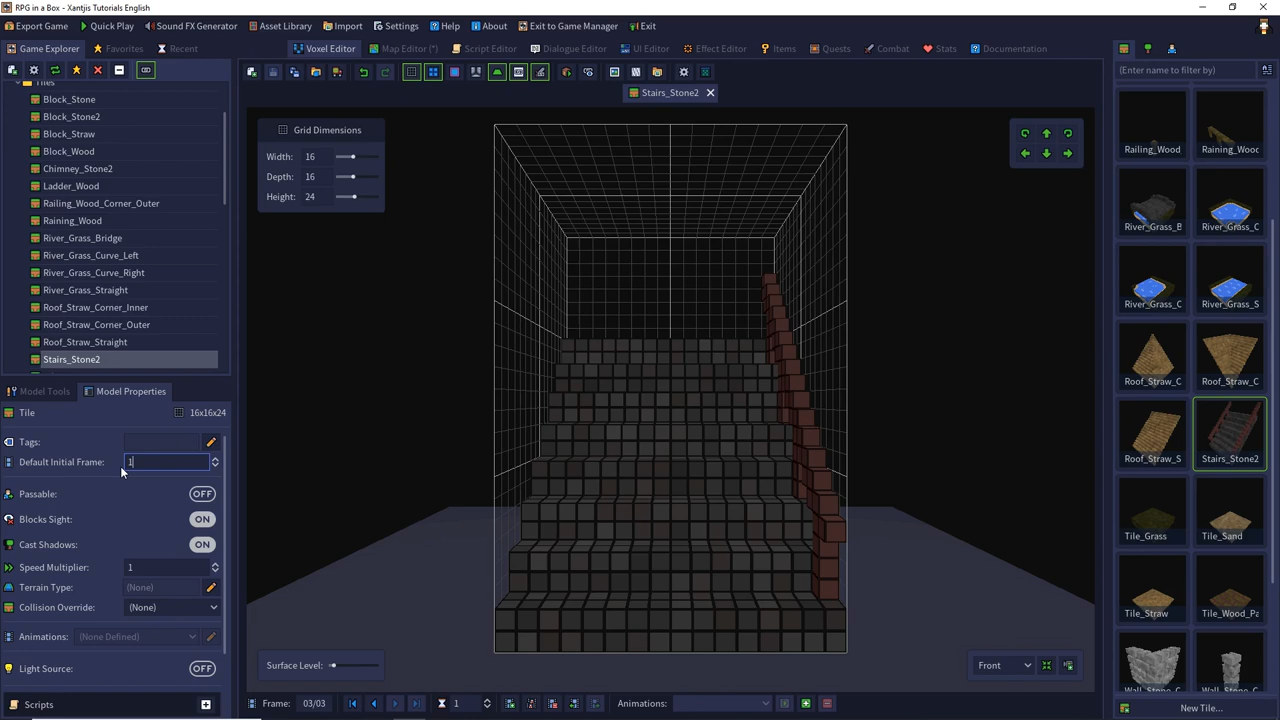 RPG in a Box - Xantjis Tutorials English
Export Game Quick Play Sound FX Generator Asset Library Import Settings Help About Exit to Game Manager Exit
Game Explorer Favorites Recent Voxel Editor Map Editor (*) Script Editor Dialogue Editor UI Editor Effect Editor Items Quests Combat Stats Documentation
(Enter name to filter by)
Tiles
Block_Stone
Block_Stone2
Block_Straw
Block_Wood
Chimney_Stone2
Ladder_Wood
Railing_Wood_Corner_Outer
Raining_Wood
River_Grass_Bridge
River_Grass_Curve_Left
River_Grass_Curve_Right
River_Grass_Straight
Roof_Straw_Corner_Inner
Roof_Straw_Corner_Outer
Roof_Straw_Straight
Stairs_Stone2
Model Tools Model Properties
Tile 16x16x24
Tags:
Default Initial Frame: 1
Passable: OFF
Blocks Sight: ON
Cast Shadows: ON
Speed Multiplier: 1
Terrain Type: (None)
Collision Override: (None)
Animations: (None Defined)
Light Source: OFF
Scripts
Stairs_Stone2
Grid Dimensions
Width: 16
Depth: 16
Height: 24
Surface Level:
Front
03/03 1 Animations:
Railing_Wood Raining_Wood
River_Grass_B River_Grass_C
River_Grass_C River_Grass_S
Roof_Straw_C Roof_Straw_C
Roof_Straw_S Stairs_Stone2
Tile_Grass Tile_Sand
Tile_Straw Tile_Wood_Pa
Wall_Stone_C Wall_Stone_C
New Tile...